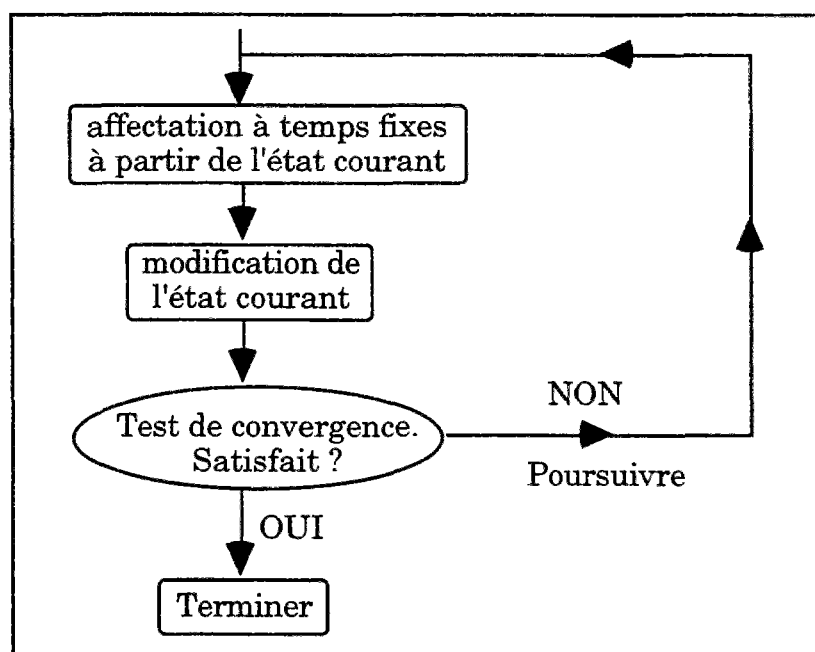 affectation à temps fixes
à partir de l'état courant
modification de
l'état courant
Test de convergence.
Satisfait ?
NON
Poursuivre
OUI
Terminer